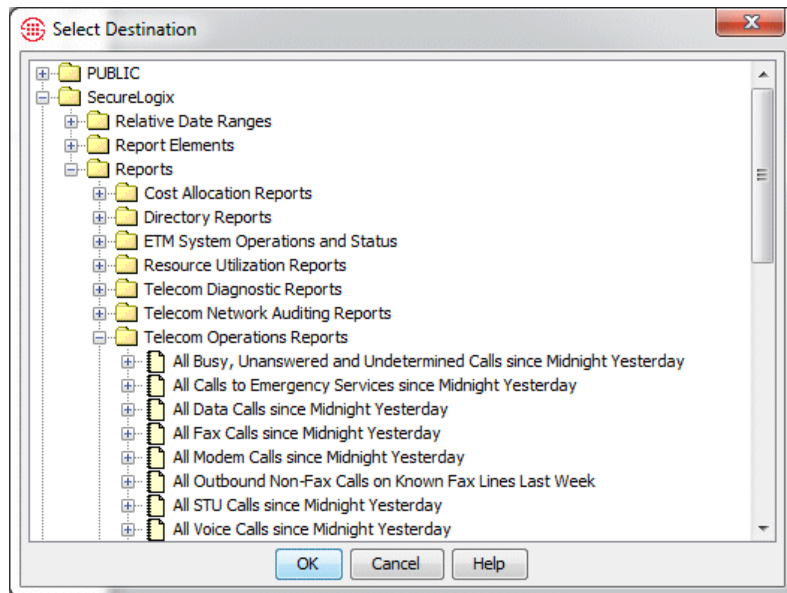 Select Destination
PUBLIC
SecureLogix
Relative Date Ranges
Report Elements
Reports
Cost Allocation Reports
Directory Reports
ETM System Operations and Status
Resource Utilization Reports
Telecom Diagnostic Reports
Telecom Network Auditing Reports
Telecom Operations Reports
All Busy, Unanswered and Undetermined Calls since Midnight Yesterday
All Calls to Emergency Services since Midnight Yesterday
All Data Calls since Midnight Yesterday
All Fax Calls since Midnight Yesterday
All Modem Calls since Midnight Yesterday
All Outbound Non-Fax Calls on Known Fax Lines Last Week
All STU Calls since Midnight Yesterday
All Voice Calls since Midnight Yesterday
OK Cancel Help